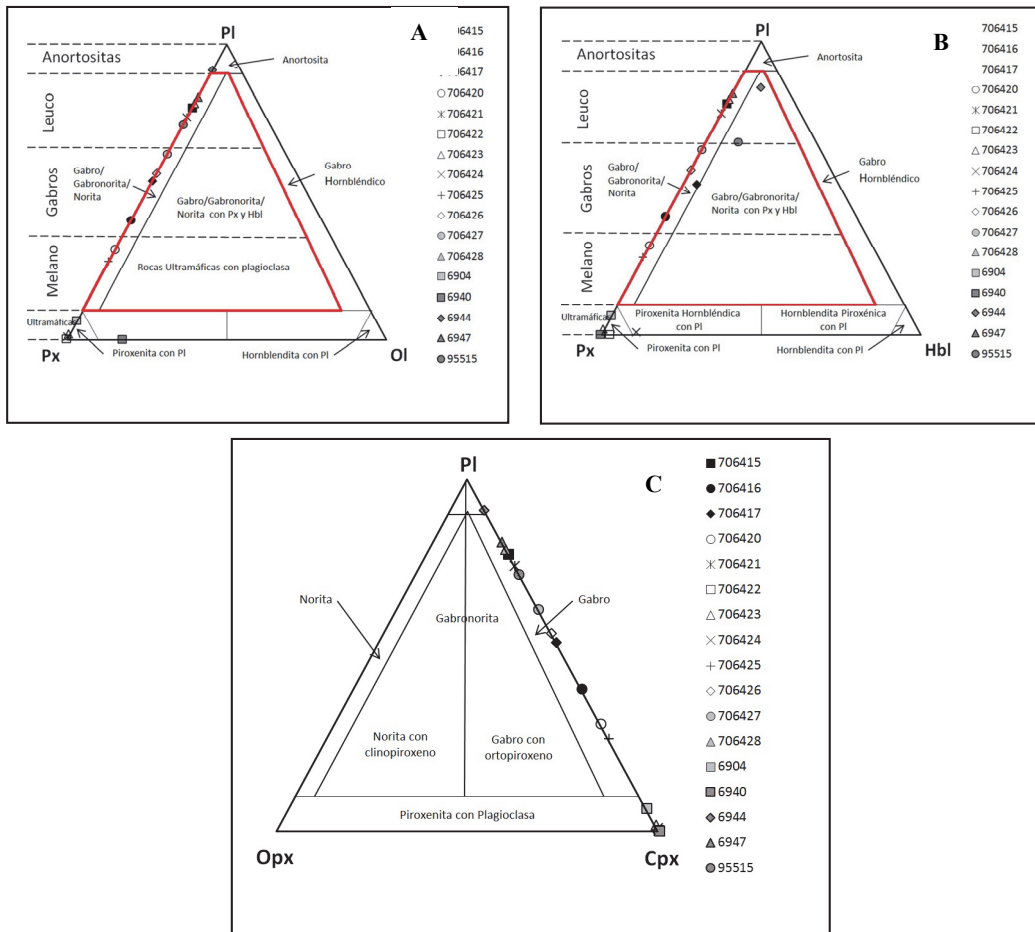 A
Pl
Anortositas
Anortosita
Leuco
Gabros
Melano
Ultramáficas
Gabro/
Gabronorita/
Norita
Gabro/Gabronorita/
Norita con Px y Hbl
Gabro
Hornbléndico
Rocas Ultramáficas con plagioclasa
Piroxenita con Pl
Hornblendita con Pl
Px
Ol
706420
706421
706422
706423
706424
706425
706426
706427
706428
6904
6940
6944
6947
95515
B
Pl
Anortositas
Anortosita
Leuco
Gabros
Melano
Ultramáficas
Gabro/
Gabronorita/
Norita
Gabro/Gabronorita/
Norita con Px y Hbl
Gabro
Hornbléndico
Piroxenita Hornbléndica
con Pl
Hornblendita Piroxénica
con Pl
Piroxenita con Pl
Hornblendita con Pl
Px
Hbl
706415
706416
706417
706420
706421
706422
706423
706424
706425
706426
706427
706428
6904
6940
6944
6947
95515
C
Pl
Norita
Gabronorita
Gabro
Norita con
clinopiroxeno
Gabro con
ortopiroxeno
Piroxenita con Plagioclasa
Opx
Cpx
706415
706416
706417
706420
706421
706422
706423
706424
706425
706426
706427
706428
6904
6940
6944
6947
95515